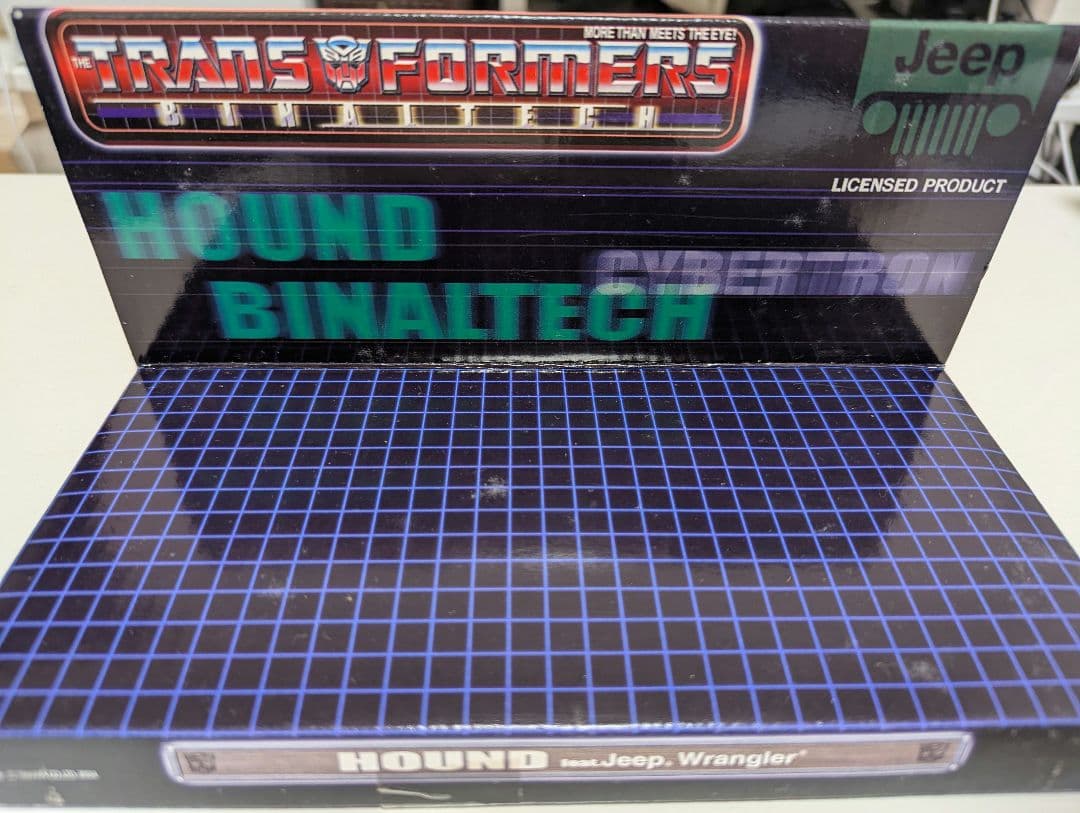 MORE THAN MEETS THE EYE!
THE TRANSFORMERS
BINALTECH
Jeep
LICENSED PRODUCT
HOUND
CYBERTRON
BINALTECH
HOUND feat. Jeep® Wrangler®